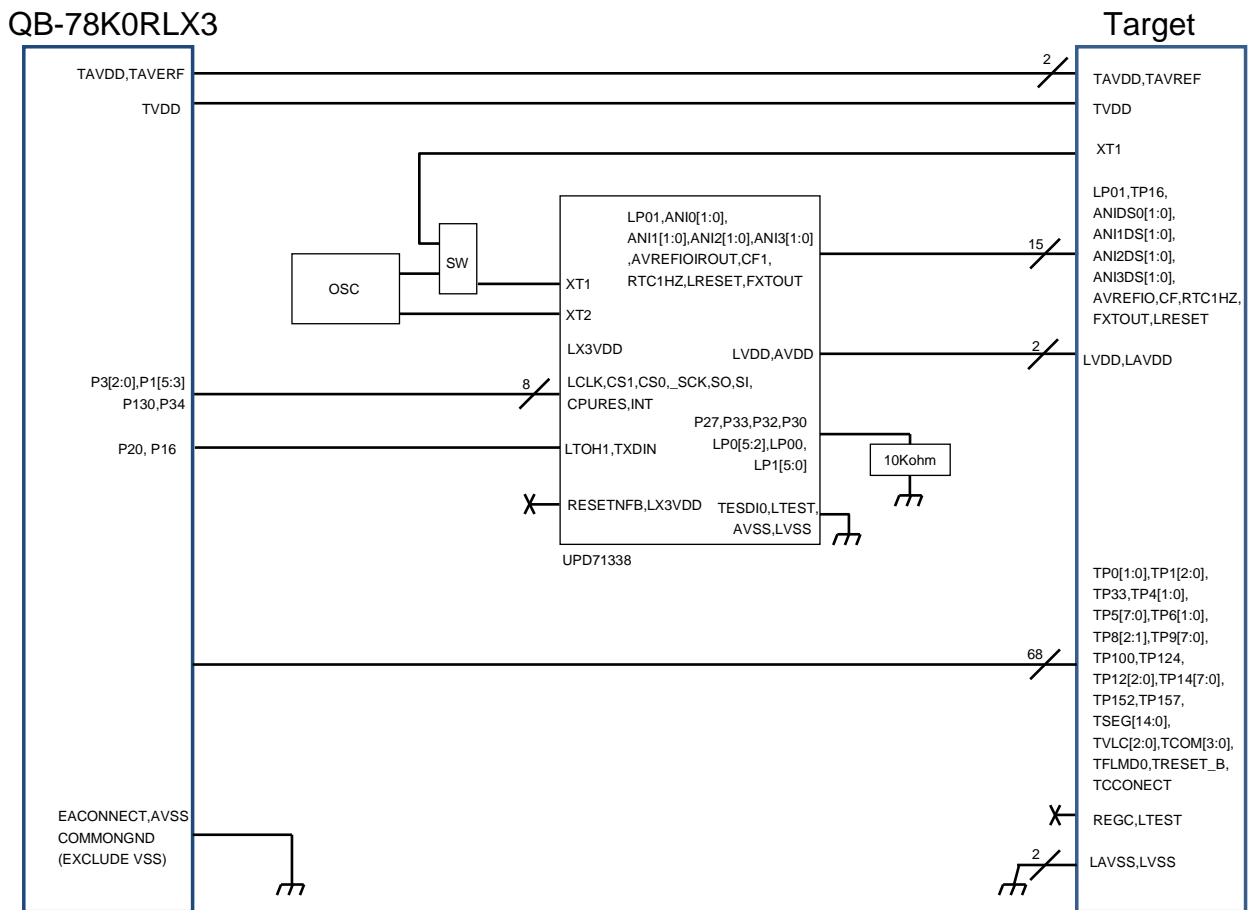 QB-78K0RLX3
Target
TAVDD,TAVERF
2
TAVDD,TAVREF
TVDD
TVDD
XT1
LP01,TP16,
ANIDS0[1:0],
ANI1DS[1:0],
ANI2DS[1:0],
ANI3DS[1:0],
AVREFIO,CF,RTC1HZ,
FXTOUT,LRESET
15
LP01,ANI0[1:0],
ANI1[1:0],ANI2[1:0],ANI3[1:0]
,AVREFIOIROUT,CF1,
RTC1HZ,LRESET,FXTOUT
SW
OSC
XT1
XT2
LX3VDD
LVDD,AVDD
2
LVDD,LAVDD
P3[2:0],P1[5:3]
P130,P34
8
LCLK,CS1,CS0,_SCK,SO,SI,
CPURES,INT
P20, P16
LTOH1,TXDIN
P27,P33,P32,P30
LP0[5:2],LP00,
LP1[5:0]
10Kohm
RESETNFB,LX3VDD
TESDI0,LTEST,
AVSS,LVSS
UPD71338
68
TP0[1:0],TP1[2:0],
TP33,TP4[1:0],
TP5[7:0],TP6[1:0],
TP8[2:1],TP9[7:0],
TP100,TP124,
TP12[2:0],TP14[7:0],
TP152,TP157,
TSEG[14:0],
TVLC[2:0],TCOM[3:0],
TFLMD0,TRESET_B,
TCCONECT
EACONNECT,AVSS
COMMONGND
(EXCLUDE VSS)
REGC,LTEST
2
LAVSS,LVSS